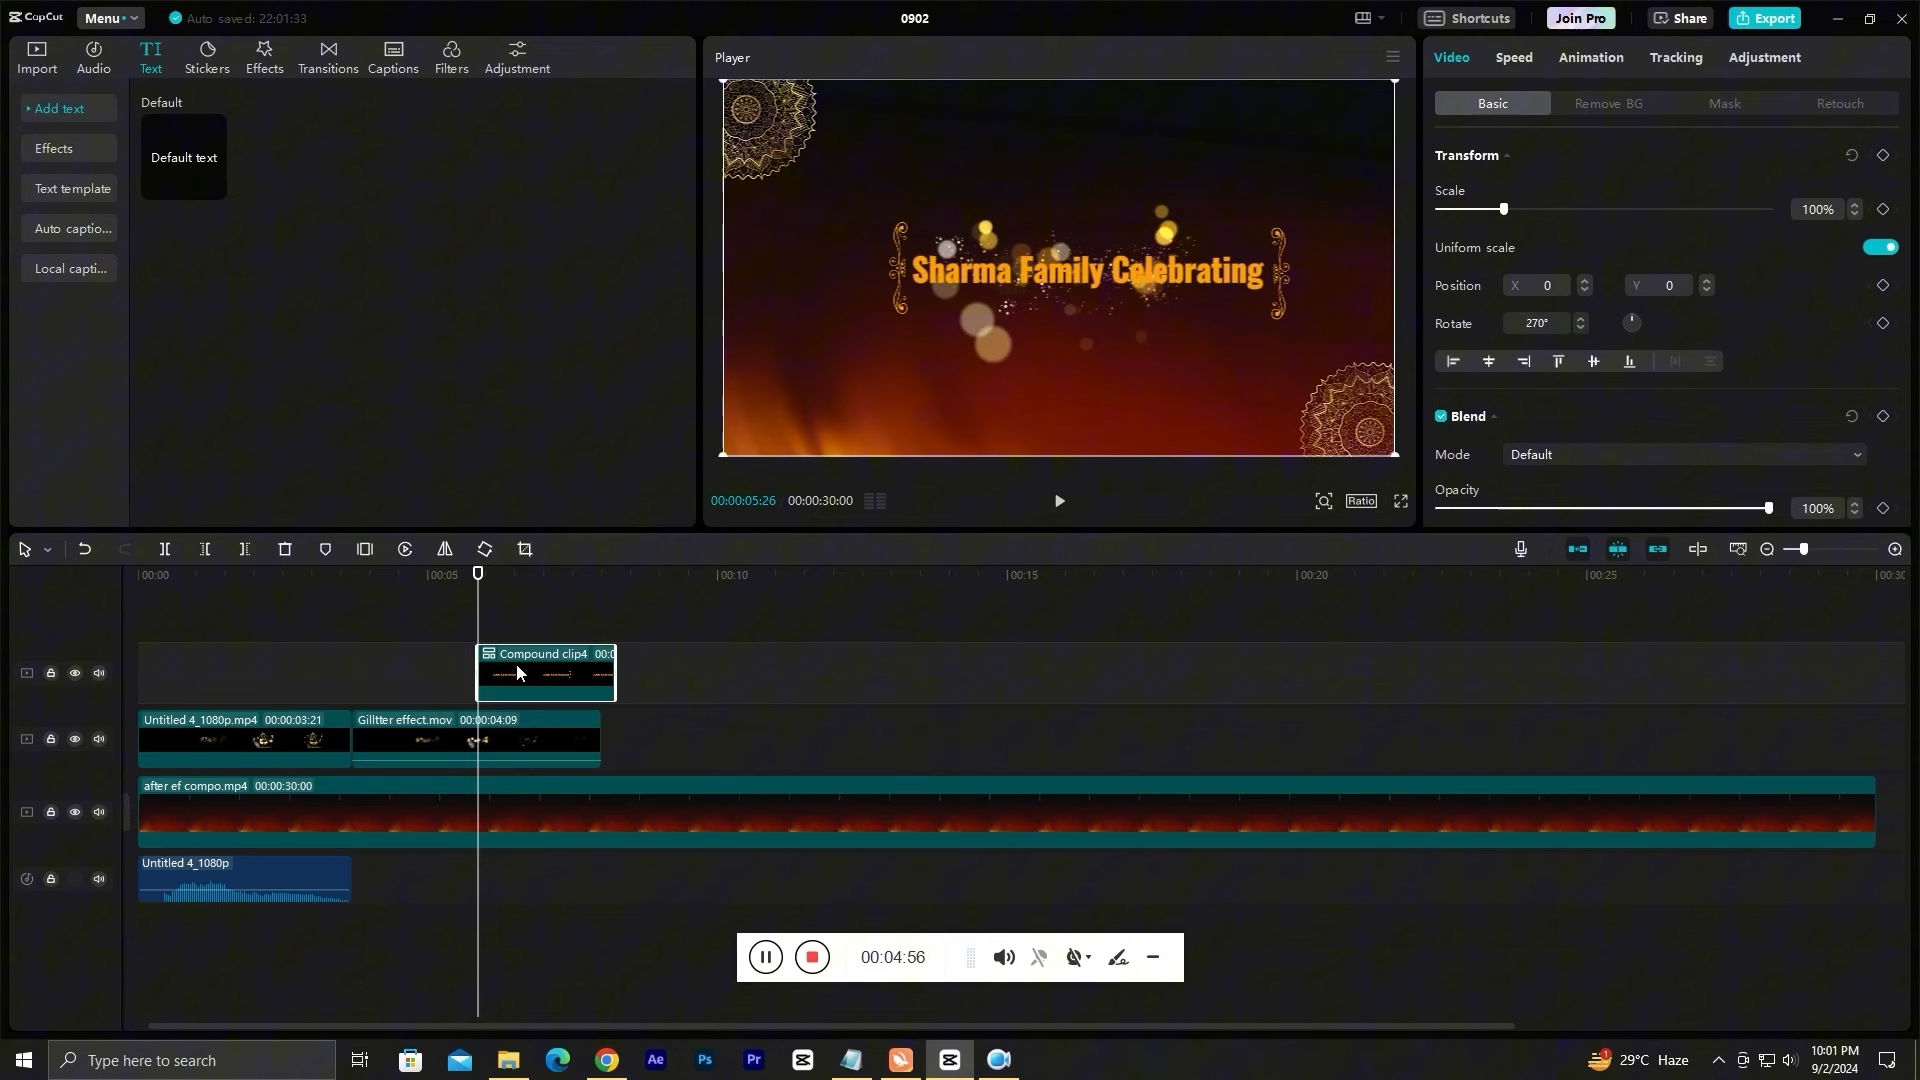 CapCut
Menu
Auto saved: 22:01:33
0902
Shortcuts
Join Pro
Share
Export
Import
Audio
TI
Text
Stickers
Effects
Transitions
Captions
Filters
Adjustment
Add text
Effects
Text template
Auto captio...
Local capti...
Default
Default text
Player
Sharma Family Celebrating
00:00:05:26
00:00:30:00
Ratio
Video
Speed
Animation
Tracking
Adjustment
Basic
Remove BG
Mask
Retouch
Transform
Scale
100%
Uniform scale
Position
X 0
Y 0
Rotate
270°
Blend
Mode
Default
Opacity
100%
00:00
00:05
00:10
00:15
00:20
00:25
00:30
Compound clip4 00:0
Untitled 4_1080p.mp4 00:00:03:21
Gilltter effect.mov 00:00:04:09
after ef compo.mp4 00:00:30:00
Untitled 4_1080p
00:04:56
Type here to search
Ae
Ps
Pr
1
29°C Haze
10:01 PM
9/2/2024